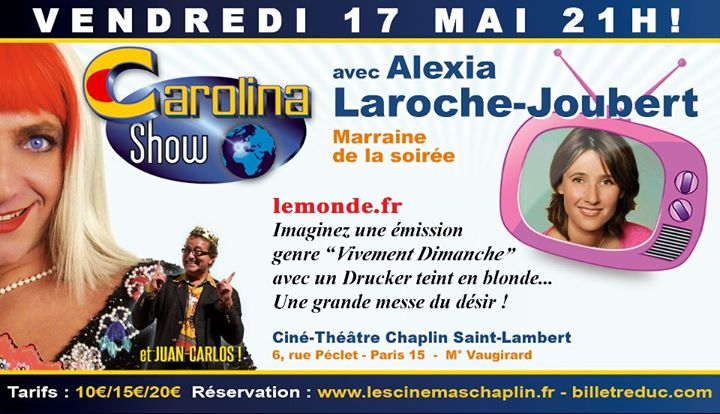 VENDREDI 17 MAI 21H!
Carolina
Show
avec Alexia
Laroche-Joubert
Marraine
de la soirée
lemonde.fr
Imaginez une émission
genre “Vivement Dimanche”
avec un Drucker teint en blonde...
Une grande messe du désir !
et JUAN-CARLOS !
Ciné-Théâtre Chaplin Saint-Lambert
6, rue Péclet - Paris 15 - M° Vaugirard
Tarifs : 10€/15€/20€ Réservation : www.lescinemaschaplin.fr - billetreduc.com